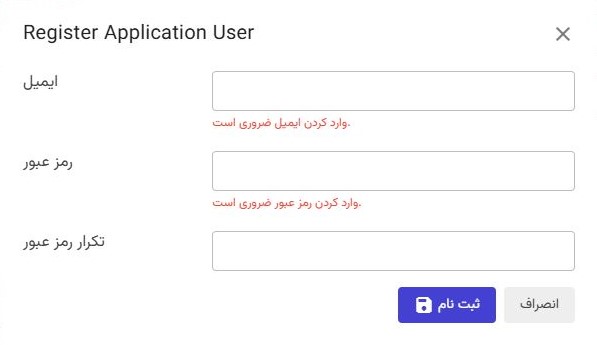 Register Application User
ایمیل
وارد کردن ایمیل ضروری است.
رمز عبور
وارد کردن رمز عبور ضروری است.
تکرار رمز عبور
ثبت نام
انصراف